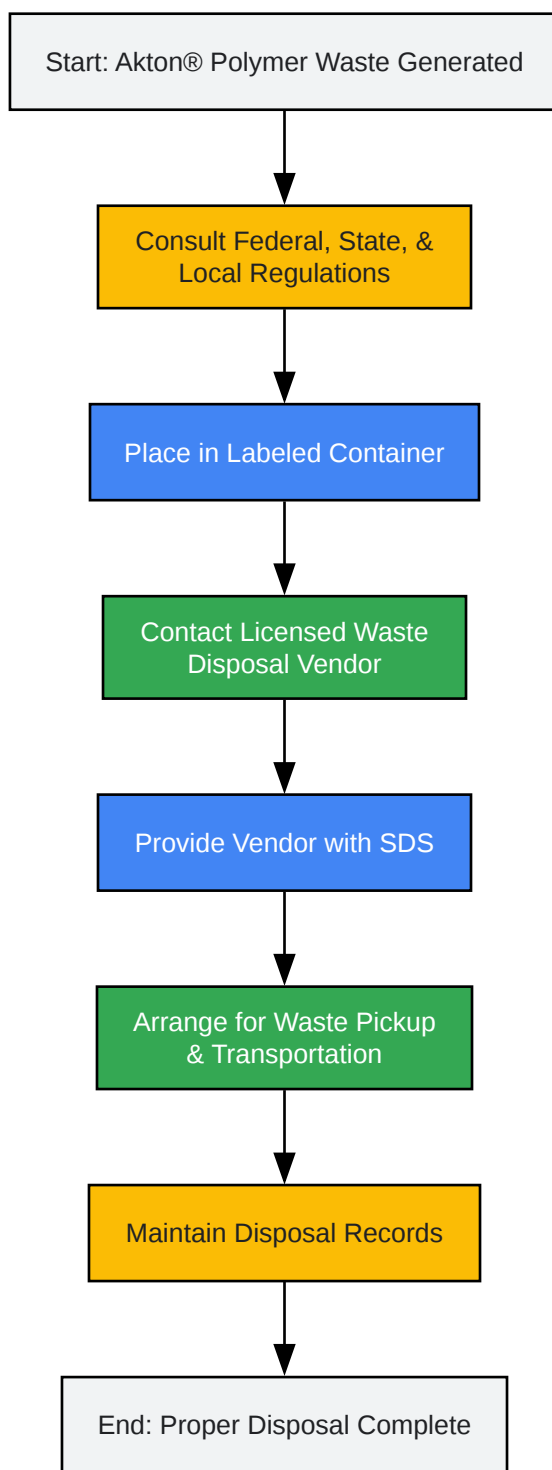 Start: Akton® Polymer Waste Generated
Consult Federal, State, &
Local Regulations
Place in Labeled Container
Contact Licensed Waste
Disposal Vendor
Provide Vendor with SDS
Arrange for Waste Pickup
& Transportation
Maintain Disposal Records
End: Proper Disposal Complete